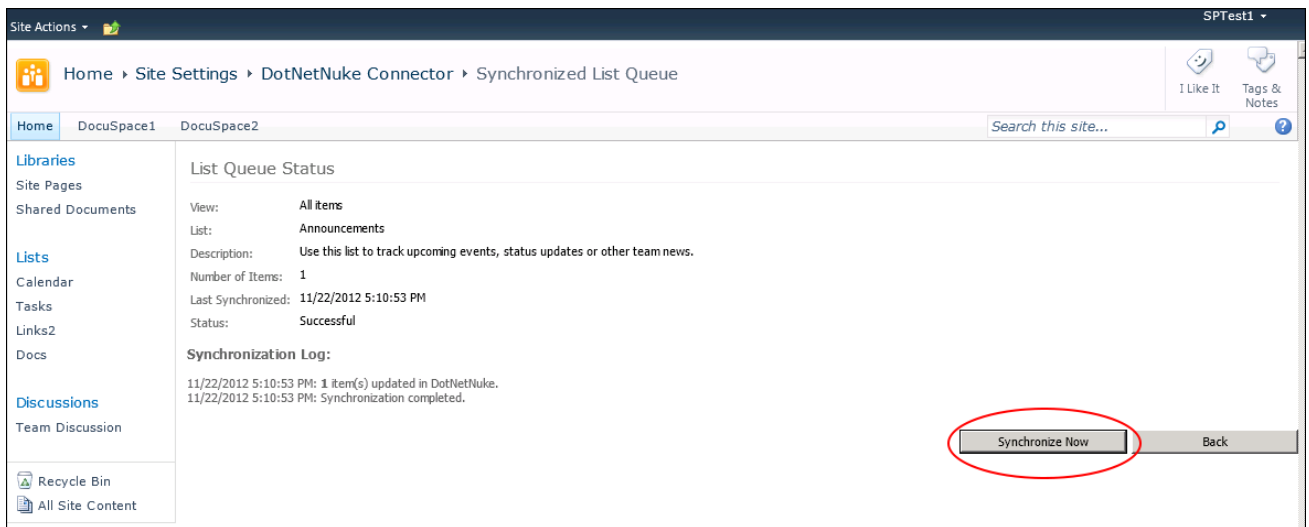 Site Actions
SPTest1
Home ▸ Site Settings ▸ DotNetNuke Connector ▸ Synchronized List Queue
I Like It
Tags & Notes
Home DocuSpace1 DocuSpace2
Search this site...
Libraries
Site Pages
Shared Documents
Lists
Calendar
Tasks
Links2
Docs
Discussions
Team Discussion
Recycle Bin
All Site Content
List Queue Status
View: All items
List: Announcements
Description: Use this list to track upcoming events, status updates or other team news.
Number of Items: 1
Last Synchronized: 11/22/2012 5:10:53 PM
Status: Successful
Synchronization Log:
11/22/2012 5:10:53 PM: 1 item(s) updated in DotNetNuke.
11/22/2012 5:10:53 PM: Synchronization completed.
Synchronize Now Back